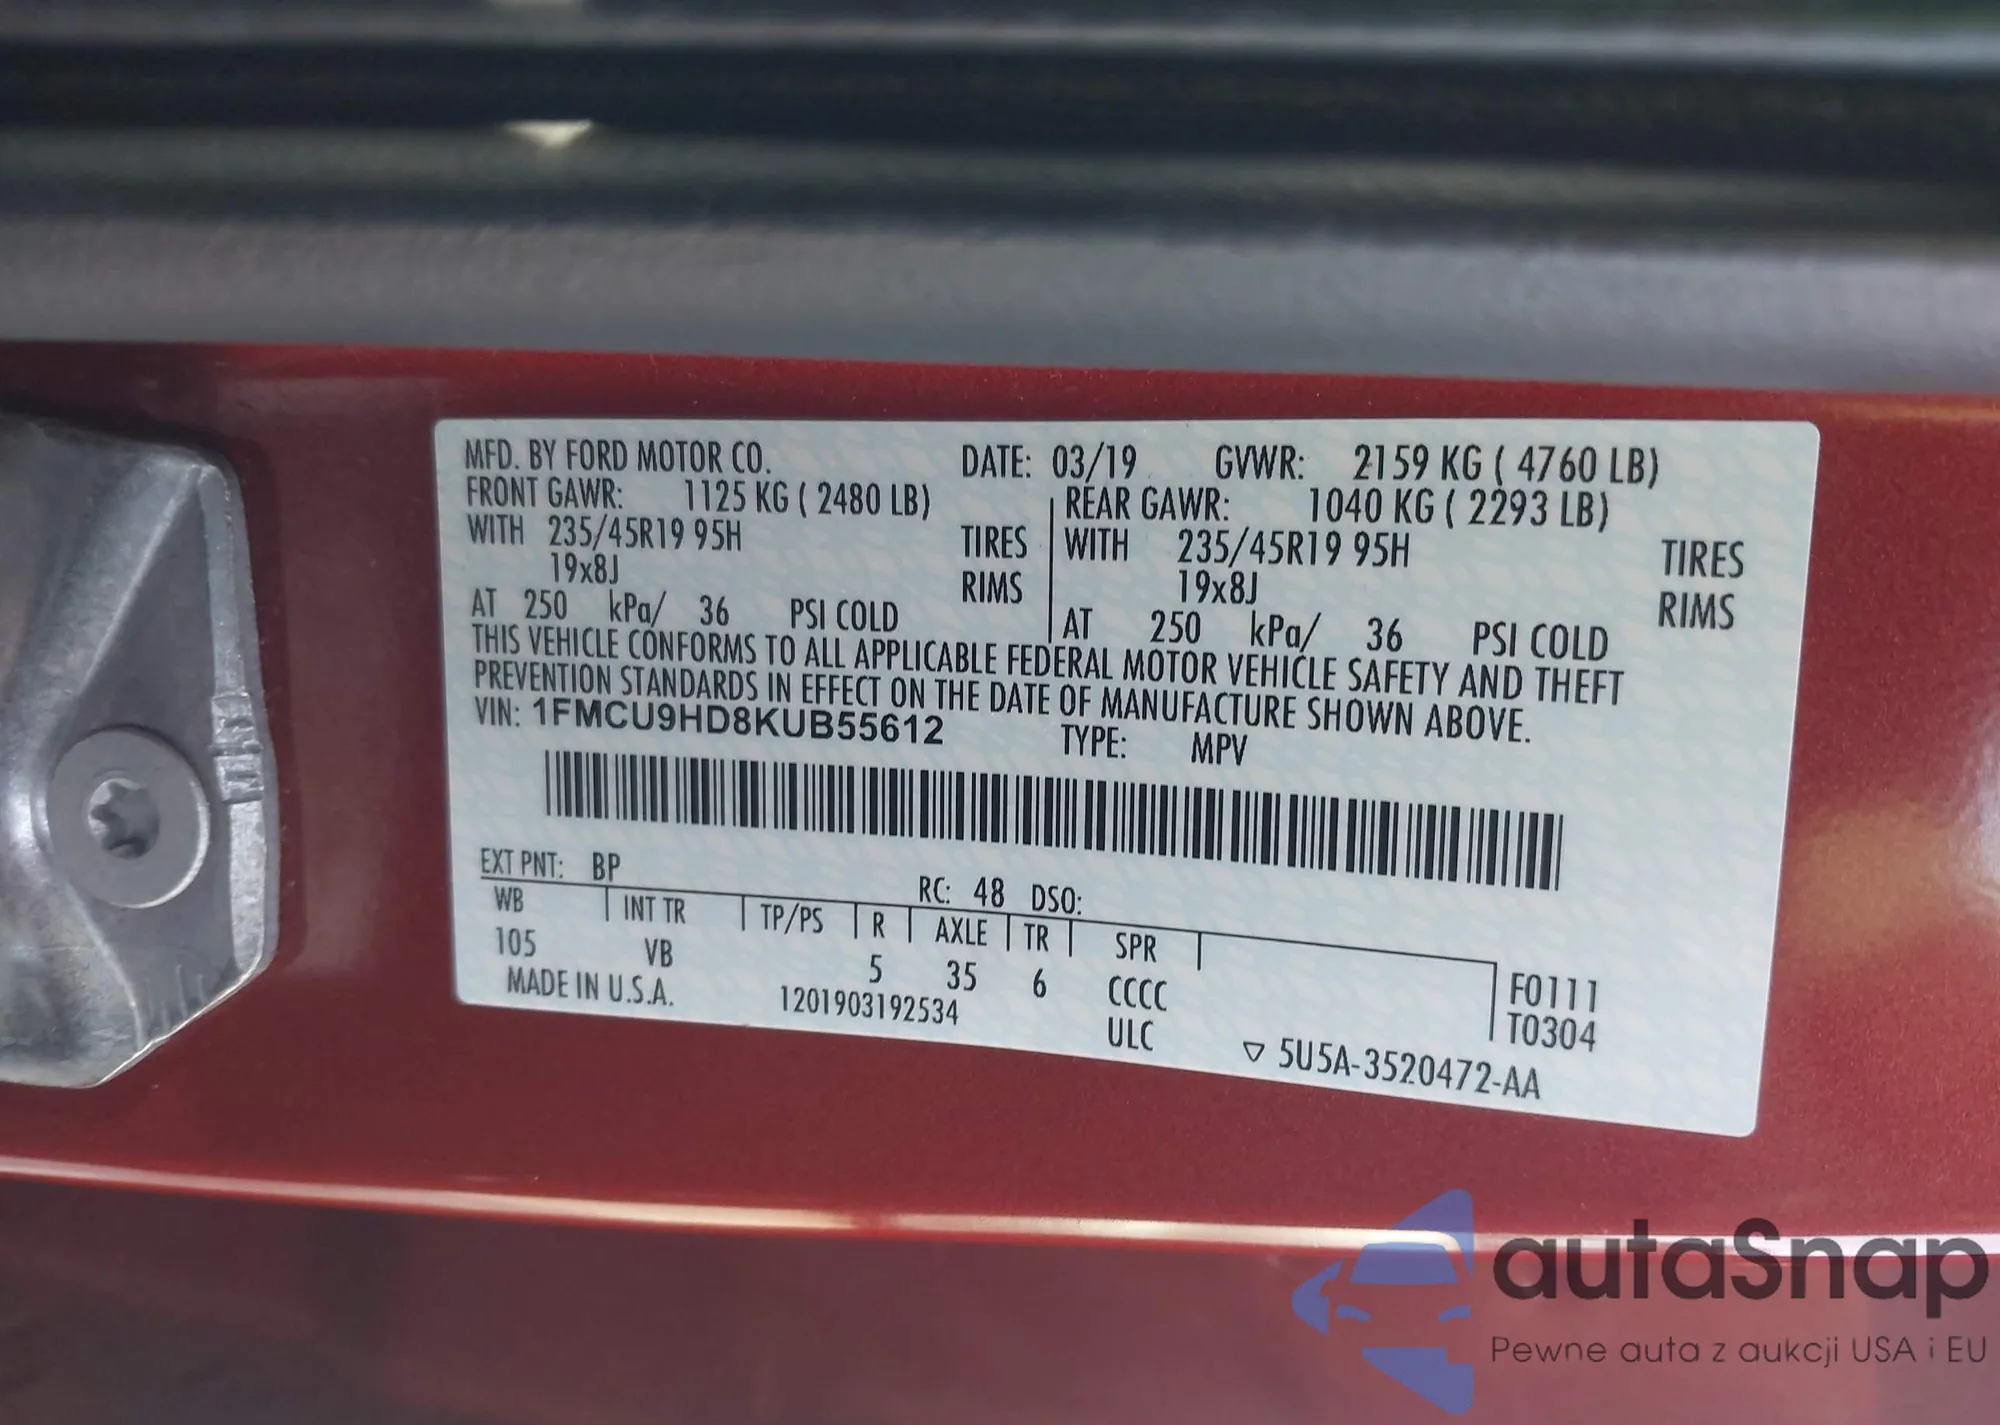 MFD. BY FORD MOTOR CO. DATE: 03/19 GVWR: 2159 KG ( 4760 LB)
FRONT GAWR: 1125 KG ( 2480 LB) REAR GAWR: 1040 KG ( 2293 LB)
WITH 235/45R19 95H TIRES WITH 235/45R19 95H TIRES
19x8J RIMS 19x8J RIMS
AT 250 kPa/ 36 PSI COLD AT 250 kPa/ 36 PSI COLD
THIS VEHICLE CONFORMS TO ALL APPLICABLE FEDERAL MOTOR VEHICLE SAFETY AND THEFT
PREVENTION STANDARDS IN EFFECT ON THE DATE OF MANUFACTURE SHOWN ABOVE.
VIN: 1FMCU9HD8KUB55612 TYPE: MPV
EXT PNT: BP RC: 48 DSO:
WB INT TR TP/PS R AXLE TR SPR
105 VB 5 35 6 CCCC F0111
MADE IN U.S.A. 1201903192534 ULC T0304
▽ 5U5A-3520472-AA
autaSnap
Pewne auta z aukcji USA i EU